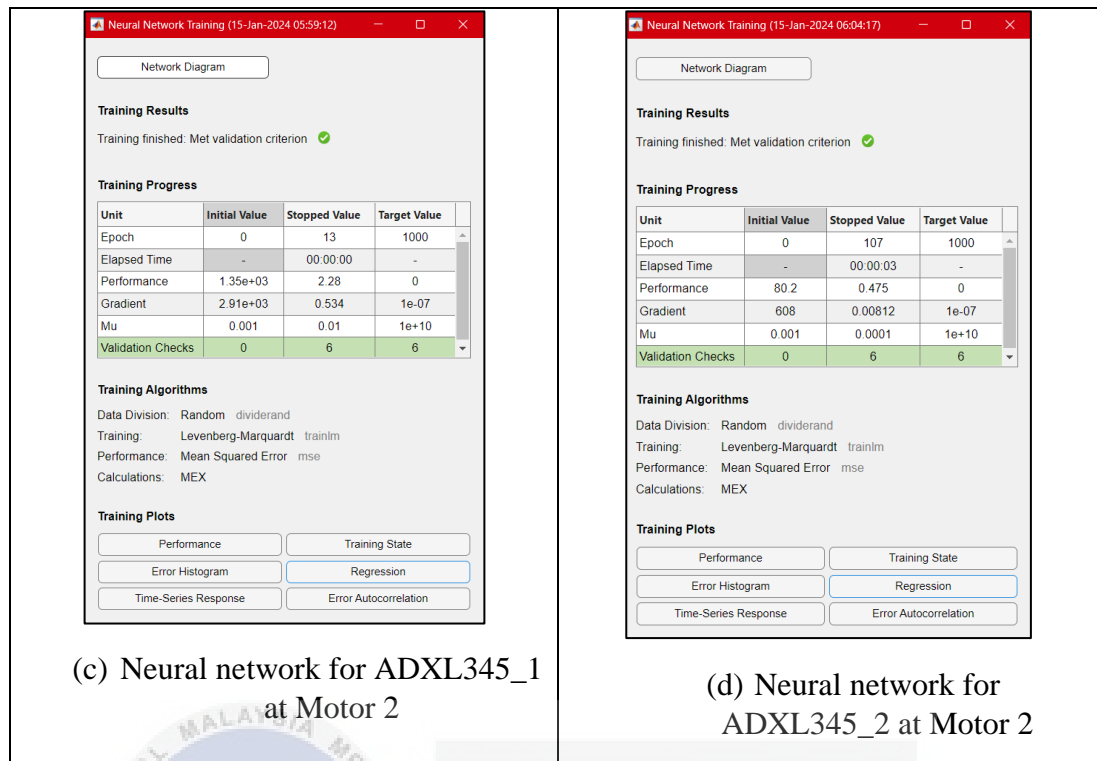 Neural Network Training (15-Jan-2024 05:59:12)
Network Diagram
Training Results
Training finished: Met validation criterion
Training Progress
Unit Initial Value Stopped Value Target Value
Epoch 0 13 1000
Elapsed Time - 00:00:00 -
Performance 1.35e+03 2.28 0
Gradient 2.91e+03 0.534 1e-07
Mu 0.001 0.01 1e+10
Validation Checks 0 6 6
Training Algorithms
Data Division: Random dividerand
Training: Levenberg-Marquardt trainlm
Performance: Mean Squared Error mse
Calculations: MEX
Training Plots
Performance Training State
Error Histogram Regression
Time-Series Response Error Autocorrelation
(c) Neural network for ADXL345_1
at Motor 2
Neural Network Training (15-Jan-2024 06:04:17)
Network Diagram
Training Results
Training finished: Met validation criterion
Training Progress
Unit Initial Value Stopped Value Target Value
Epoch 0 107 1000
Elapsed Time - 00:00:03 -
Performance 80.2 0.475 0
Gradient 608 0.00812 1e-07
Mu 0.001 0.0001 1e+10
Validation Checks 0 6 6
Training Algorithms
Data Division: Random dividerand
Training: Levenberg-Marquardt trainlm
Performance: Mean Squared Error mse
Calculations: MEX
Training Plots
Performance Training State
Error Histogram Regression
Time-Series Response Error Autocorrelation
(d) Neural network for
ADXL345_2 at Motor 2
MALAYSIA